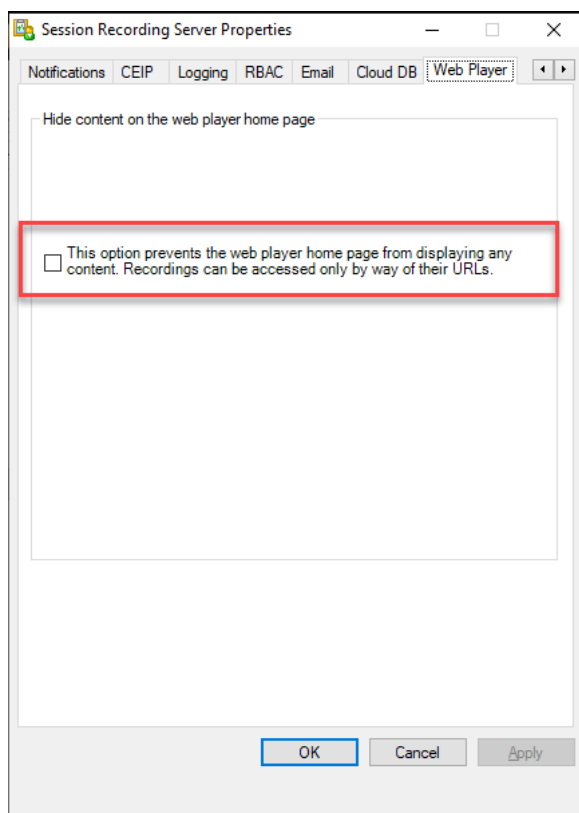 Session Recording Server Properties
Notifications CEIP Logging RBAC Email Cloud DB Web Player
Hide content on the web player home page
This option prevents the web player home page from displaying any
content. Recordings can be accessed only by way of their URLs.
OK Cancel Apply